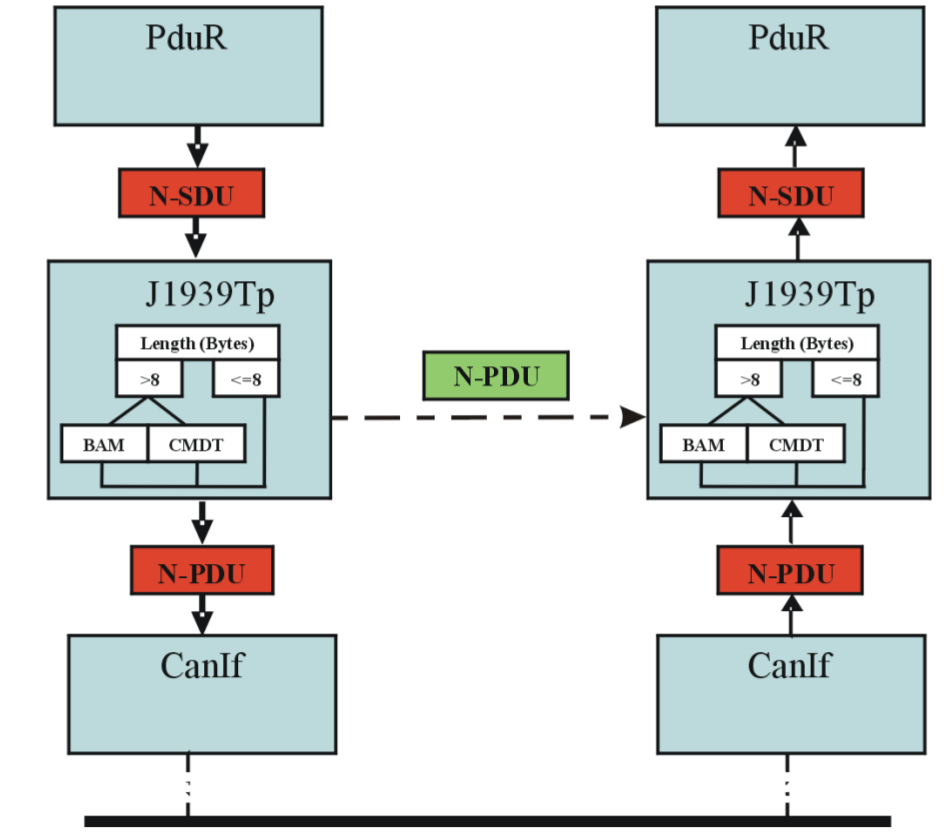 PduR
N-SDU
J1939Tp
Length (Bytes)
>8
<=8
BAM
CMDT
N-PDU
CanIf
N-PDU
PduR
N-SDU
J1939Tp
Length (Bytes)
>8
<=8
BAM
CMDT
N-PDU
CanIf